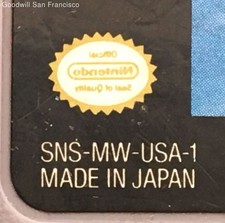 Goodwill San Francisco
Official
Nintendo
Seal of Quality
SNS-MW-USA-1
MADE IN JAPAN